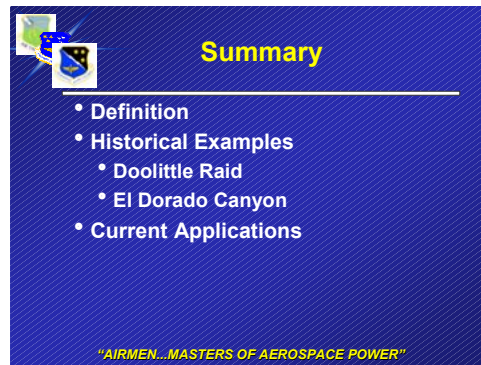 Summary
• Definition
• Historical Examples
• Doolittle Raid
• El Dorado Canyon
• Current Applications
“AIRMEN...MASTERS OF AEROSPACE POWER”